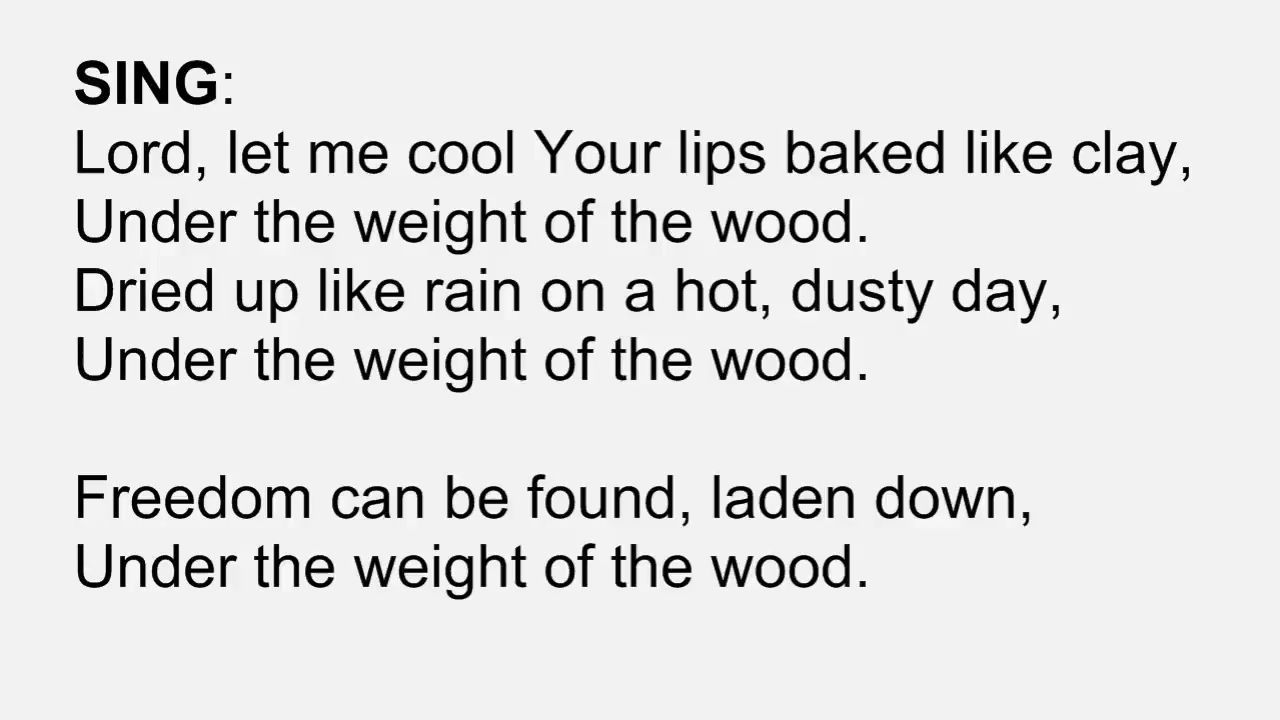 SING:
Lord, let me cool Your lips baked like clay,
Under the weight of the wood.
Dried up like rain on a hot, dusty day,
Under the weight of the wood.
Freedom can be found, laden down,
Under the weight of the wood.